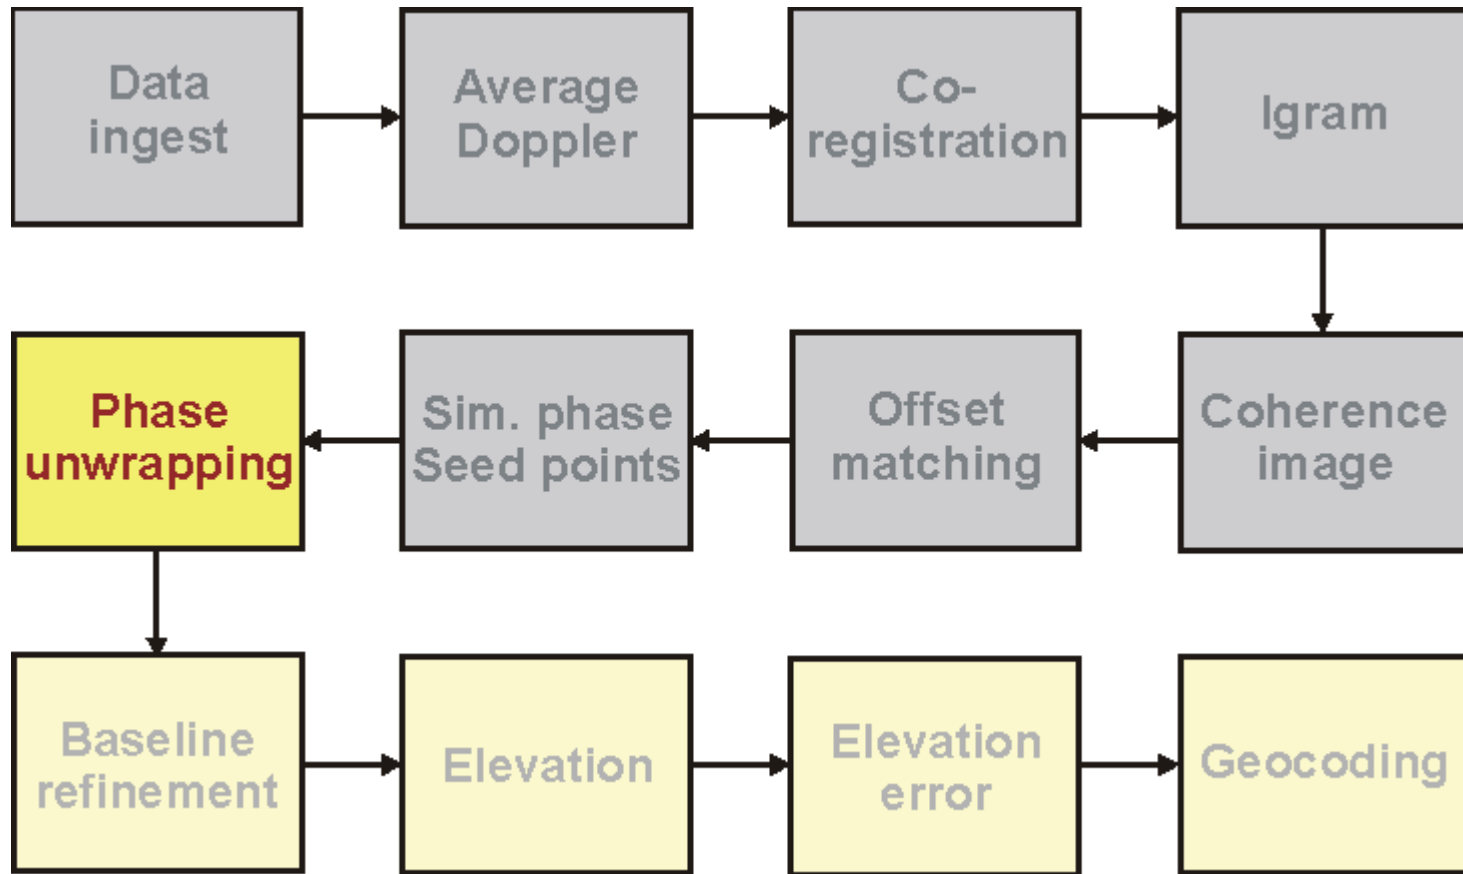 Data
ingest
Average
Doppler
Co-
registration
Igram
Phase
unwrapping
Sim. phase
Seed points
Offset
matching
Coherence
image
Baseline
refinement
Elevation
Elevation
error
Geocoding